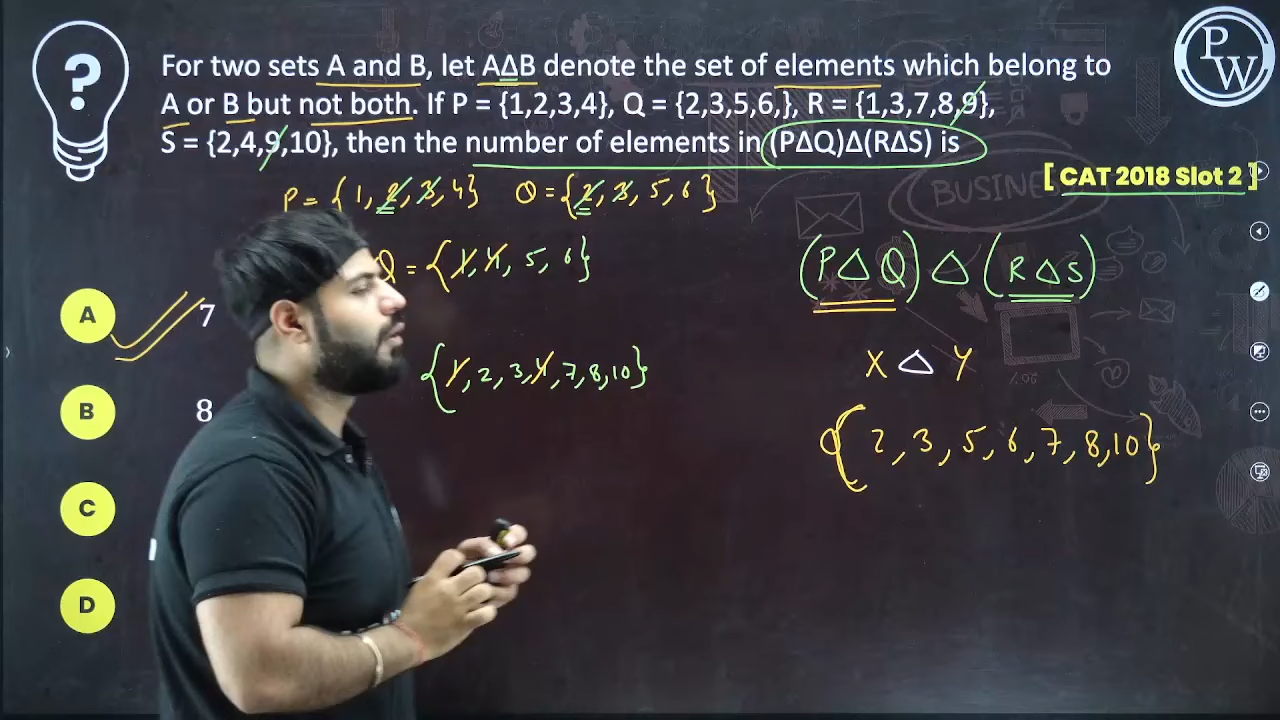 For two sets A and B, let AΔB denote the set of elements which belong to
A or B but not both. If P = {1,2,3,4}, Q = {2,3,5,6,}, R = {1,3,7,8,9},
S = {2,4,9,10}, then the number of elements in (PΔQ)Δ(RΔS) is
PW
[ CAT 2018 Slot 2 ]
P = {1, 2, 3, 4} Q = {2, 3, 5, 6}
Q = {1, 4, 5, 6}
(PΔQ) Δ (RΔS)
A 7
{1, 2, 3, 4, 7, 8, 10}
X Δ Y
B 8
{2, 3, 5, 6, 7, 8, 10}
C
D
BUSINE